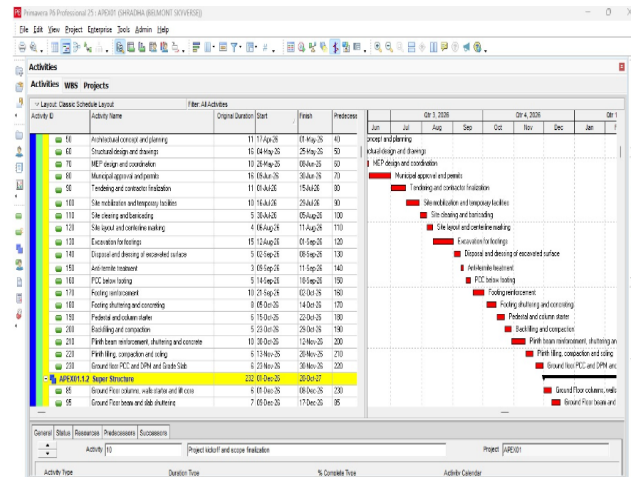 Primavera P6 Professional 25 : APEX01 (SHRADHA (BELMONT SKYVERSE))
File Edit View Project Enterprise Tools Admin Help
Activities
Activities WBS Projects
Layout: Classic Schedule Layout Filter: All Activities
Activity ID Activity Name Original Duration Start Finish Predecess
Qtr 3, 2026 Qtr 4, 2026 Qtr 1
Jun Jul Aug Sep Oct Nov Dec Jan F
50 Architectural concept and planning 11 17-Apr-26 01-May-26 40
60 Structural design and drawings 16 04-May-26 25-May-26 50
70 MEP design and coordination 10 26-May-26 08-Jun-26 60
80 Municipal approval and permits 16 09-Jun-26 30-Jun-26 70
90 Tendering and contractor finalization 11 01-Jul-26 15-Jul-26 80
100 Site mobilization and temporary facilities 10 16-Jul-26 29-Jul-26 90
110 Site clearing and barricading 5 30-Jul-26 05-Aug-26 100
120 Site layout and centerline marking 4 06-Aug-26 11-Aug-26 110
130 Excavation for footings 15 12-Aug-26 01-Sep-26 120
140 Disposal and dressing of excavated surface 5 02-Sep-26 08-Sep-26 130
150 Anti-termite treatment 3 09-Sep-26 11-Sep-26 140
160 PCC below footing 5 14-Sep-26 18-Sep-26 150
170 Footing reinforcement 10 21-Sep-26 02-Oct-26 160
180 Footing shuttering and concreting 8 05-Oct-26 14-Oct-26 170
190 Pedestal and column starter 6 15-Oct-26 22-Oct-26 180
200 Backfilling and compaction 5 23-Oct-26 29-Oct-26 190
210 Plinth beam reinforcement, shuttering and concrete 10 30-Oct-26 12-Nov-26 200
220 Plinth filling, compaction and soling 6 13-Nov-26 20-Nov-26 210
230 Ground floor PCC and DPM and Grade Slab 6 23-Nov-26 30-Nov-26 220
APEX01.1.2 Super Structure 232 01-Dec-26 20-Oct-27
85 Ground Floor columns, walls starter and lift core 6 01-Dec-26 08-Dec-26 230
95 Ground Floor beam and slab shuttering 7 09-Dec-26 17-Dec-26 85
oncept and planning
uctural design and drawings
MEP design and coordination
Municipal approval and permits
Tendering and contractor finalization
Site mobilization and temporary facilities
Site clearing and barricading
Site layout and centerline marking
Excavation for footings
Disposal and dressing of excavated surface
Anti-termite treatment
PCC below footing
Footing reinforcement
Footing shuttering and concreting
Pedestal and column starter
Backfilling and compaction
Plinth beam reinforcement, shuttering an
Plinth filling, compaction and soling
Ground floor PCC and DPM and
Ground Floor columns, walls
Ground Floor beam and
General Status Resources Predecessors Successors
Activity 10 Project kickoff and scope finalization Project APEX01
Activity Type Duration Type % Complete Type Activity Calendar